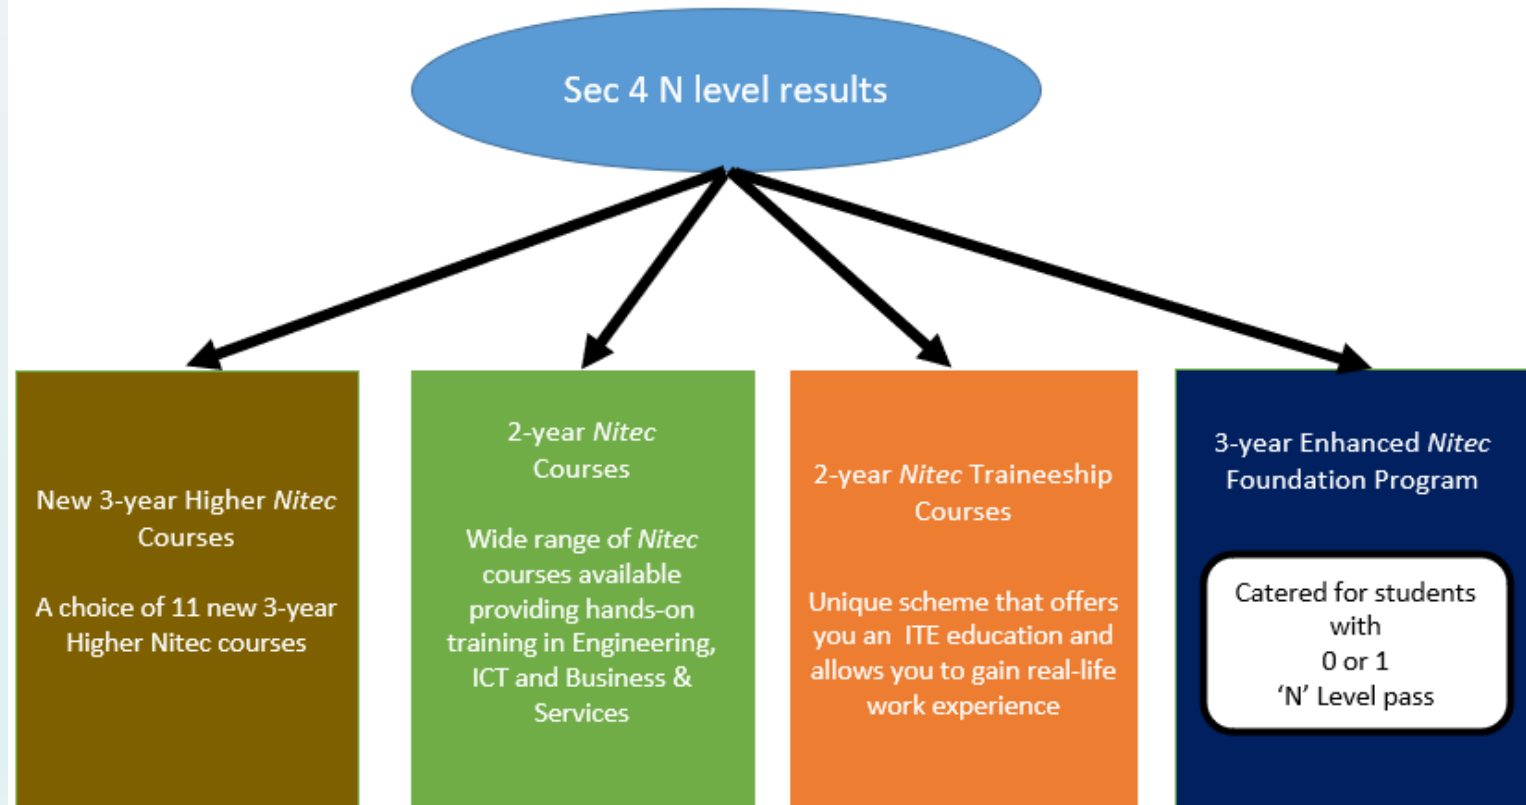 Sec 4 N level results
New 3-year Higher Nitec
Courses
A choice of 11 new 3-year
Higher Nitec courses
2-year Nitec
Courses
Wide range of Nitec
courses available
providing hands-on
training in Engineering,
ICT and Business &
Services
2-year Nitec Traineeship
Courses
Unique scheme that offers
you an ITE education and
allows you to gain real-life
work experience
3-year Enhanced Nitec
Foundation Program
Catered for students
with
0 or 1
‘N’ Level pass